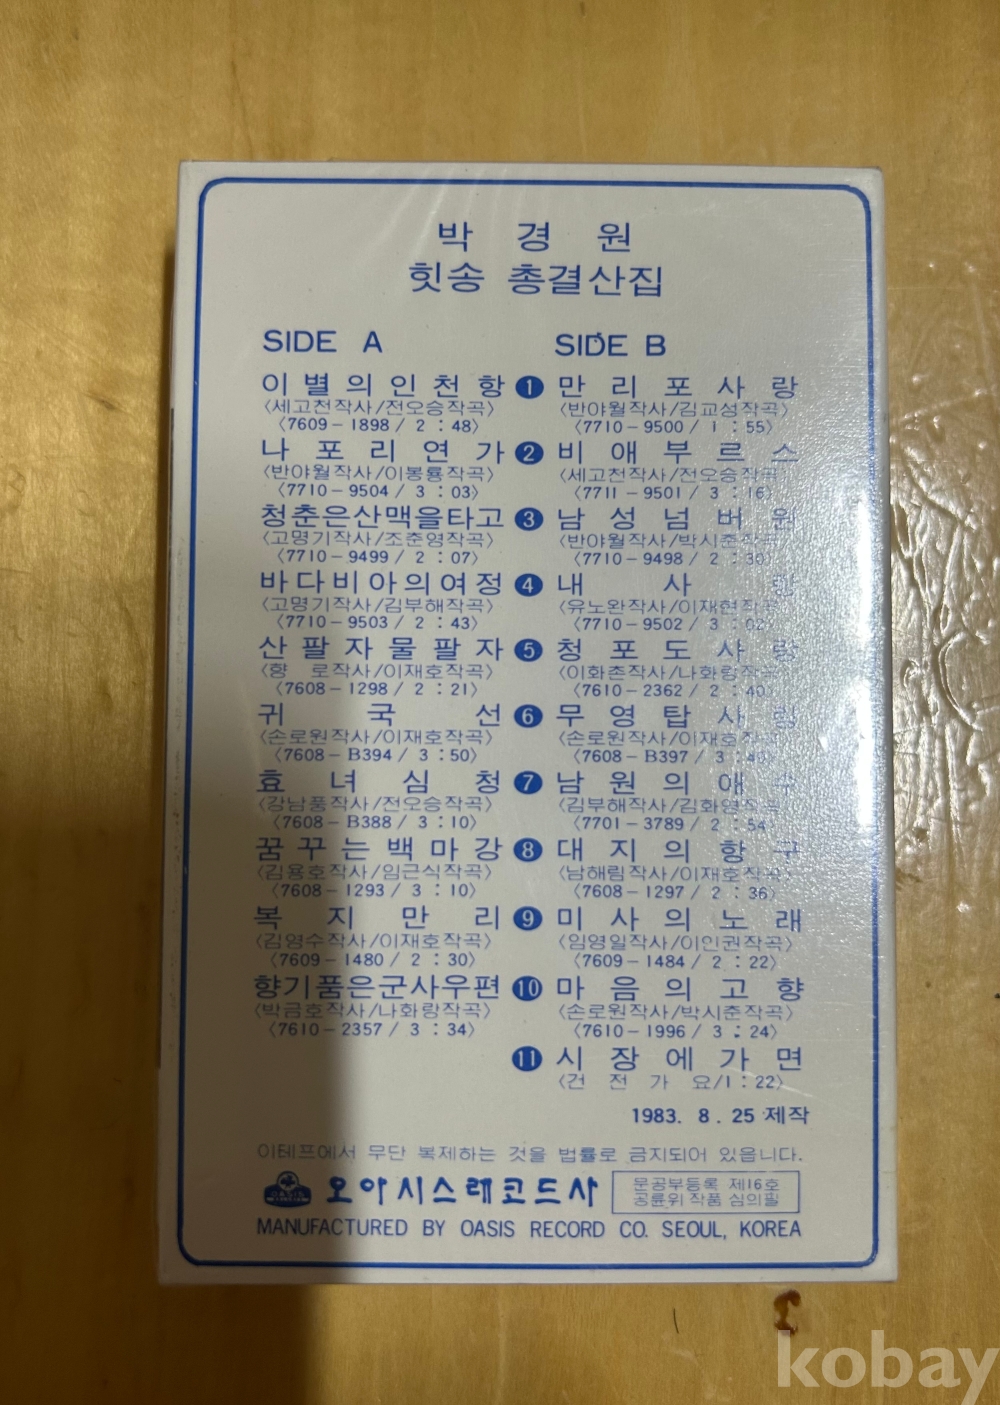 박 경 원
힛송 총결산집
SIDE A
이별의인천항 ❶
〈세고천작사/전오승작곡〉
〈7609-1898 / 2 : 48〉
나포리연가 ❷
〈반야월작사/이봉룡작곡〉
〈7710-9504 / 3 : 03〉
청춘은산맥을타고 ❸
〈고명기작사/조춘영작곡〉
〈7710-9499 / 2 : 07〉
바다비아의여정 ❹
〈고명기작사/김부해작곡〉
〈7710-9503 / 2 : 43〉
산팔자물팔자 ❺
〈향 로작사/이재호작곡〉
〈7608-1298 / 2 : 21〉
귀 국 선 ❻
〈손로원작사/이재호작곡〉
〈7608-B394 / 3 : 50〉
효녀심청 ❼
〈강남풍작사/전오승작곡〉
〈7608-B388 / 3 : 10〉
꿈꾸는백마강 ❽
〈김용호작사/임근식작곡〉
〈7608-1293 / 3 : 10〉
복지만리 ❾
〈김영수작사/이재호작곡〉
〈7609-1480 / 2 : 30〉
향기품은군사우편 ❿
〈박금호작사/나화랑작곡〉
〈7610-2357 / 3 : 34〉
SIDE B
만리포사랑
〈반야월작사/김교성작곡〉
〈7710-9500 / 1 : 55〉
비애부르스
〈세고천작사/전오승작곡
〈7711-9501 / 3 : 16〉
남성넘버원
〈반야월작사/박시춘작곡
〈7710-9498 / 2 : 30〉
내 사 랑
〈유노완작사/이재현작곡
〈7710-9502 / 3 : 02〉
청포도사랑
〈이화촌작사/나화랑작곡
〈7610-2362 / 2 : 40〉
무영탑사랑
〈손로원작사/이재호작곡
〈7608-B397 / 3 :
남원의애수
〈김부해작사/김화영작곡
〈7701-3789 / 2 : 54
대지의항구
〈남해림작사/이재호작곡〉
〈7608-1297 / 2 : 36〉
미사의노래
〈임영일작사/이인권작곡〉
〈7609-1484 / 2 : 22〉
마음의고향
〈손로원작사/박시춘작곡〉
〈7610-1996 / 3 : 24〉
⓫ 시장에가면
〈건 전 가 요/1 : 22〉
1983. 8. 25 제작
이테프에서 무단 복제하는 것을 법률로 금지되어 있읍니다.
OASIS 오아시스레코드사
문공부등록 제16호
공륜위 작품 심의필
MANUFACTURED BY OASIS RECORD CO. SEOUL, KOREA
kobay